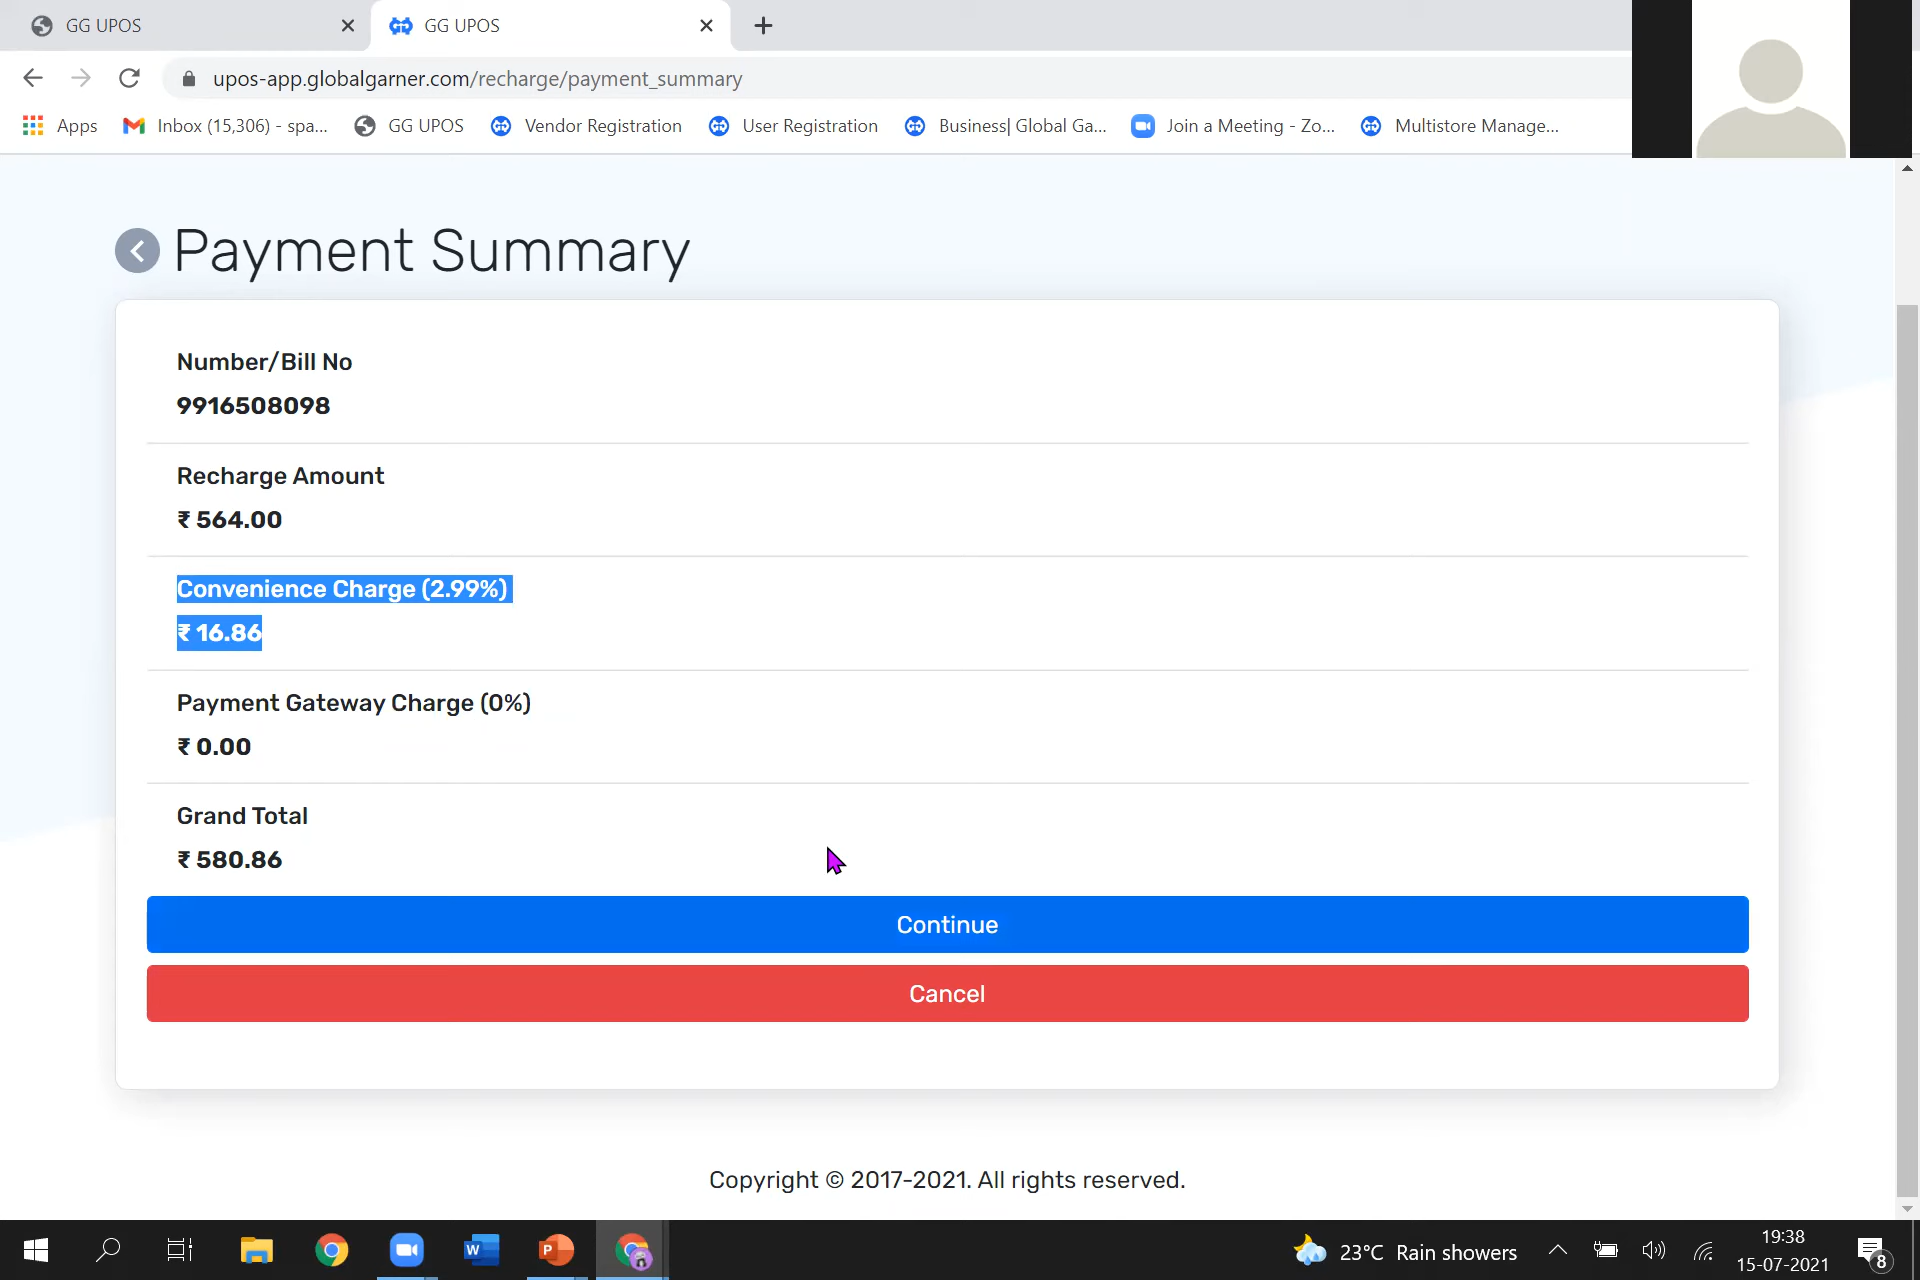 GG UPOS
GG UPOS
upos-app.globalgarner.com/recharge/payment_summary
Apps Inbox (15,306) - spa... GG UPOS Vendor Registration User Registration Business| Global Ga... Join a Meeting - Zo... Multistore Manage...
Payment Summary
Number/Bill No
9916508098
Recharge Amount
₹ 564.00
Convenience Charge (2.99%)
₹ 16.86
Payment Gateway Charge (0%)
₹ 0.00
Grand Total
₹ 580.86
Continue
Cancel
Copyright © 2017-2021. All rights reserved.
W P 23°C Rain showers 19:38
15-07-2021
8